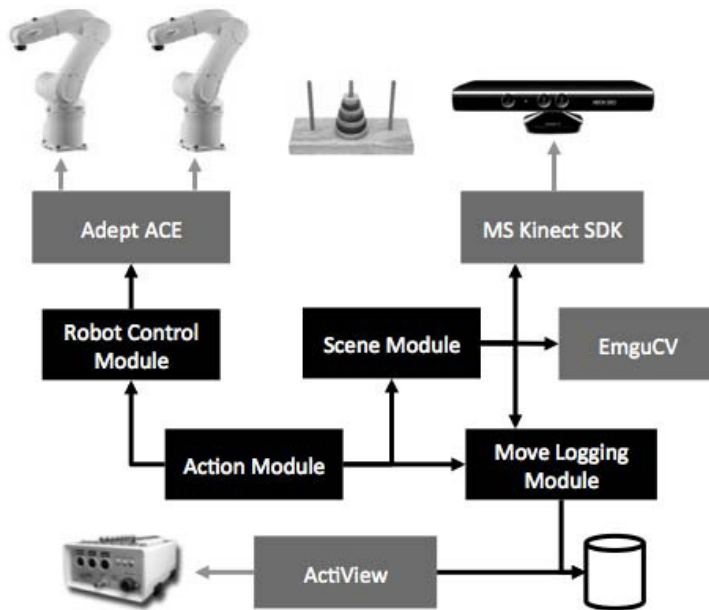 Adept ACE
MS Kinect SDK
Robot Control
Module
Scene Module
EmguCV
Action Module
Move Logging
Module
ActiView